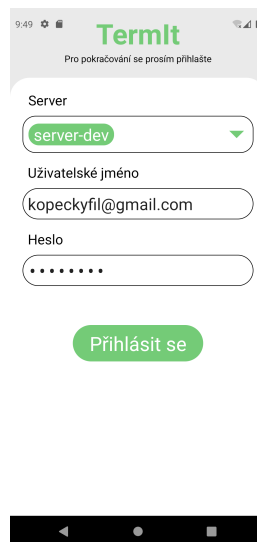 9:49
TermIt
Pro pokračování se prosím přihlašte
Server
server-dev
Uživatelské jméno
kopeckyfil@gmail.com
Heslo
••••••••
Přihlásit se